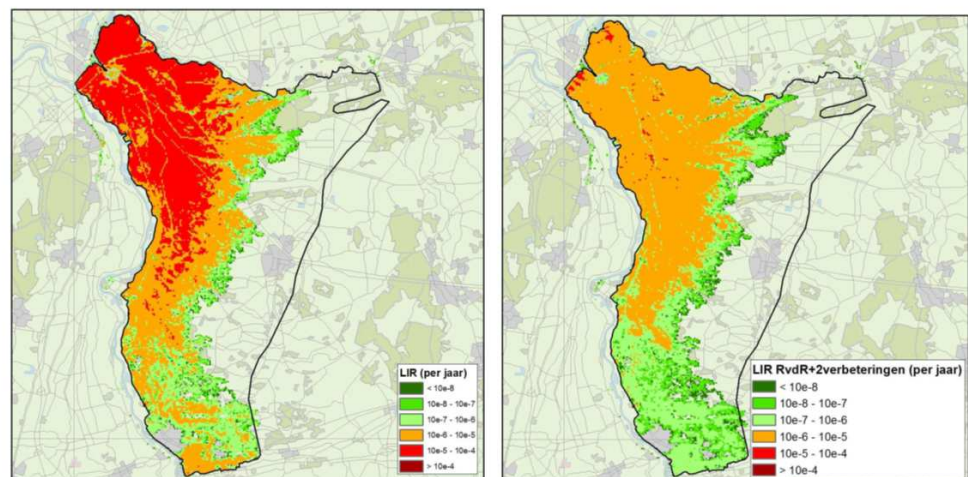 LIR (per jaar)
< 10e-8
10e-8 - 10e-7
10e-7 - 10e-6
10e-6 - 10e-5
10e-5 - 10e-4
> 10e-4
LIR RvdR+2verbeteringen (per jaar)
< 10e-8
10e-8 - 10e-7
10e-7 - 10e-6
10e-6 - 10e-5
10e-5 - 10e-4
> 10e-4